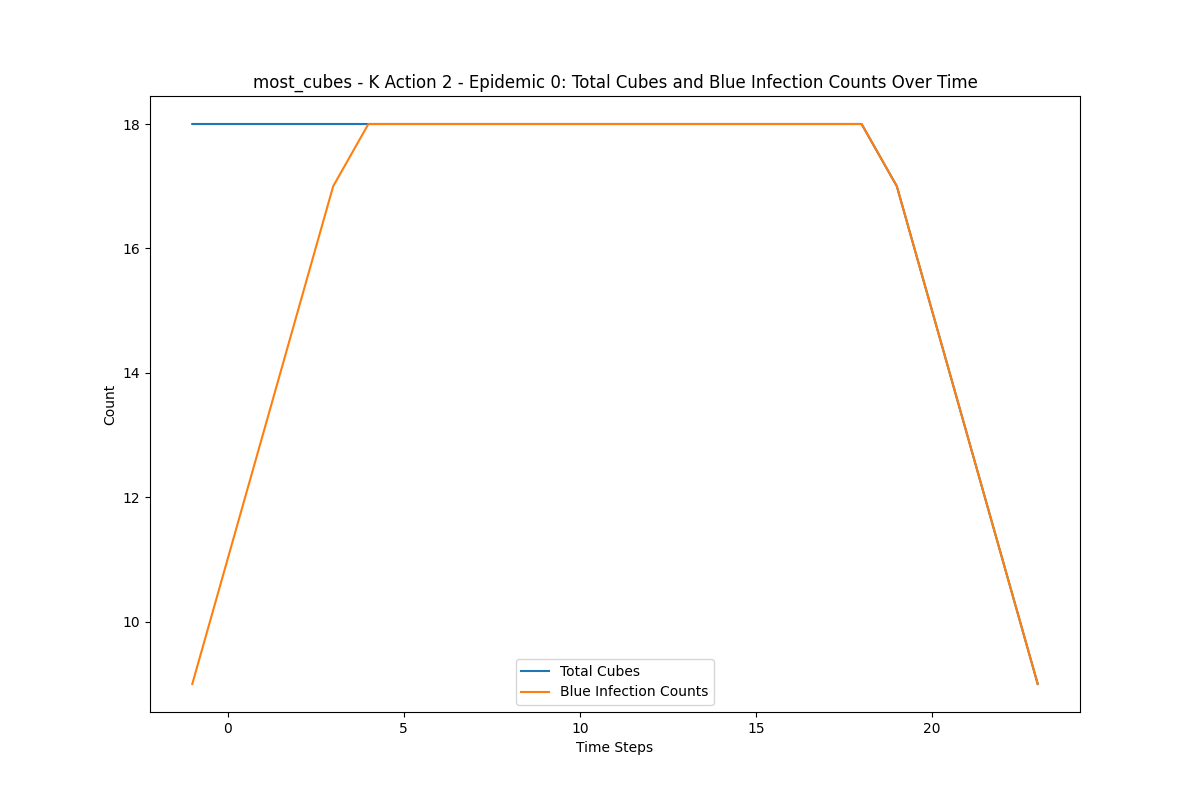 most_cubes - K Action 2 - Epidemic 0: Total Cubes and Blue Infection Counts Over Time
18
16
14
12
10
Count
Total Cubes
Blue Infection Counts
0 5 10 15 20
Time Steps